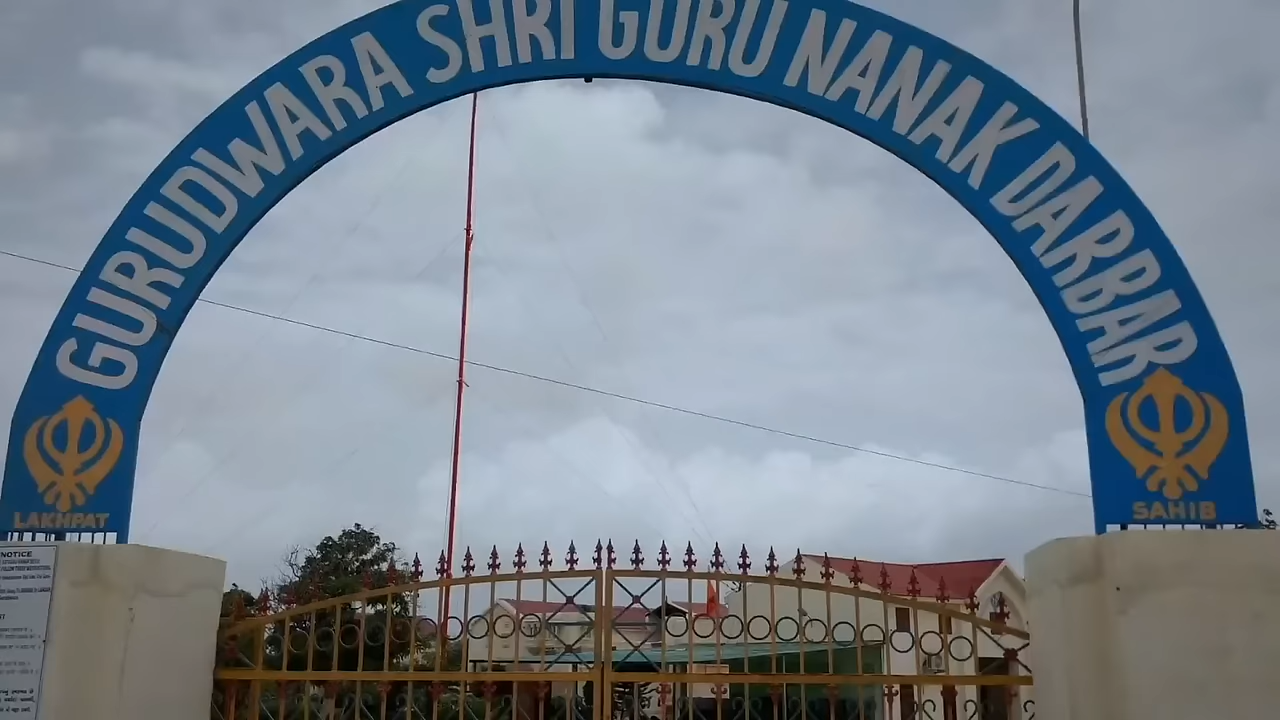 GURUDWARA SHRI GURU NANAK DARBAR
LAKHPAT
SAHIB
NOTICE